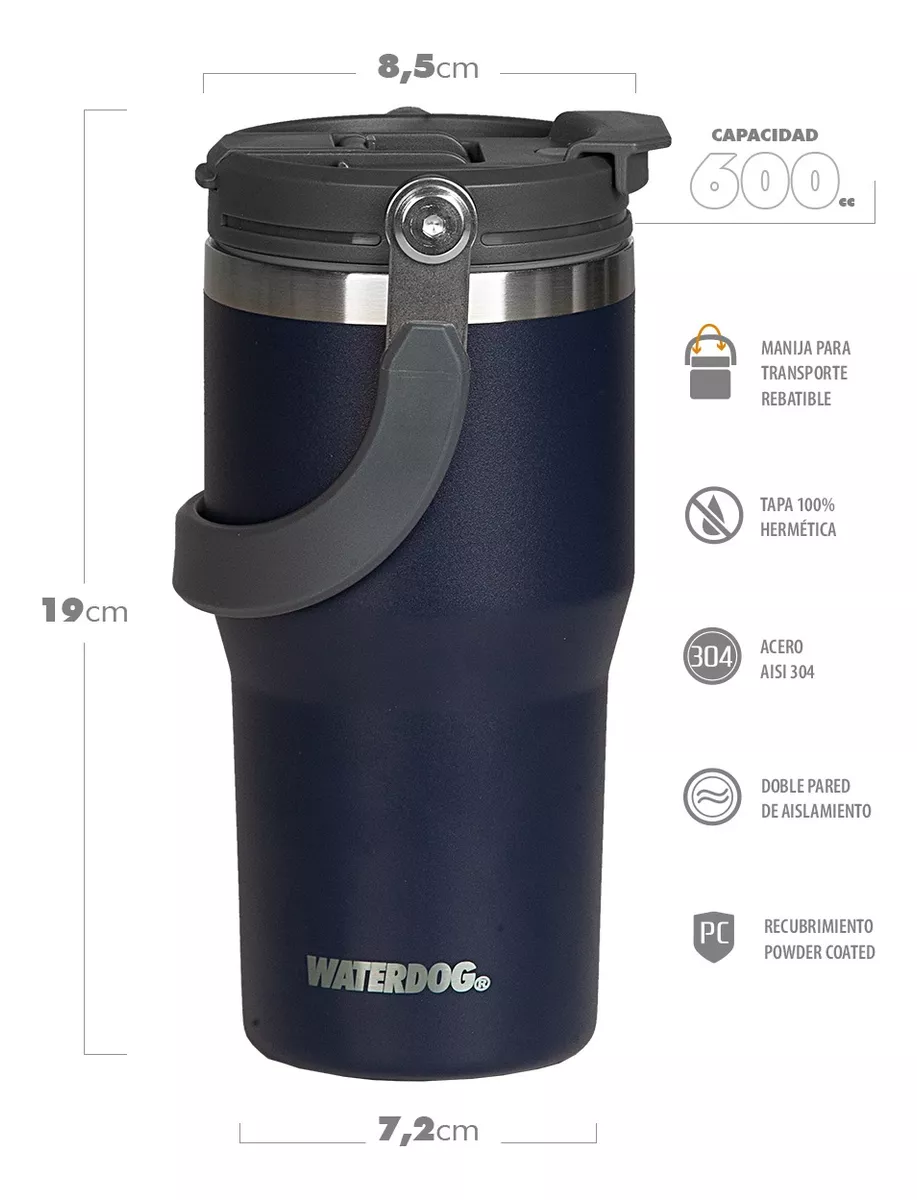 8,5cm
CAPACIDAD
600cc
MANIJA PARA
TRANSPORTE
REBATIBLE
TAPA 100%
HERMÉTICA
19cm
304
ACERO
AISI 304
DOBLE PARED
DE AISLAMIENTO
PC
RECUBRIMIENTO
POWDER COATED
WATERDOG®
7,2cm